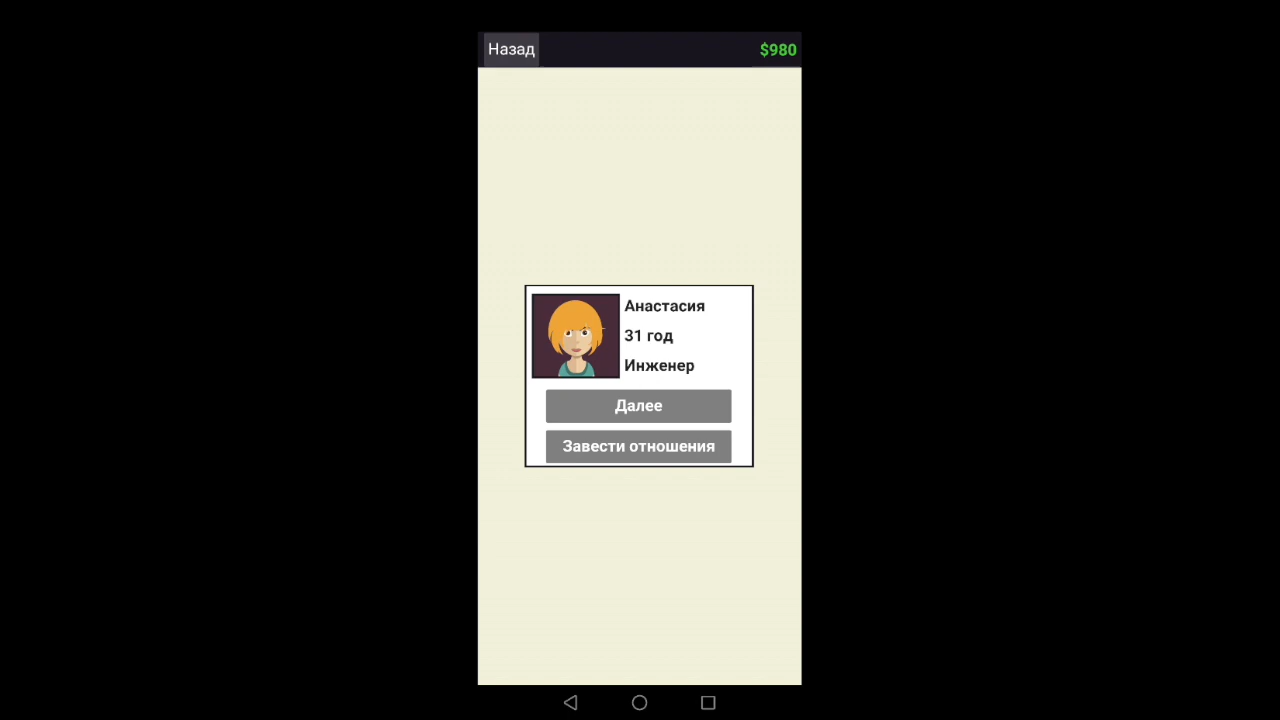 Назад
$980
Анастасия
31 год
Инженер
Далее
Завести отношения